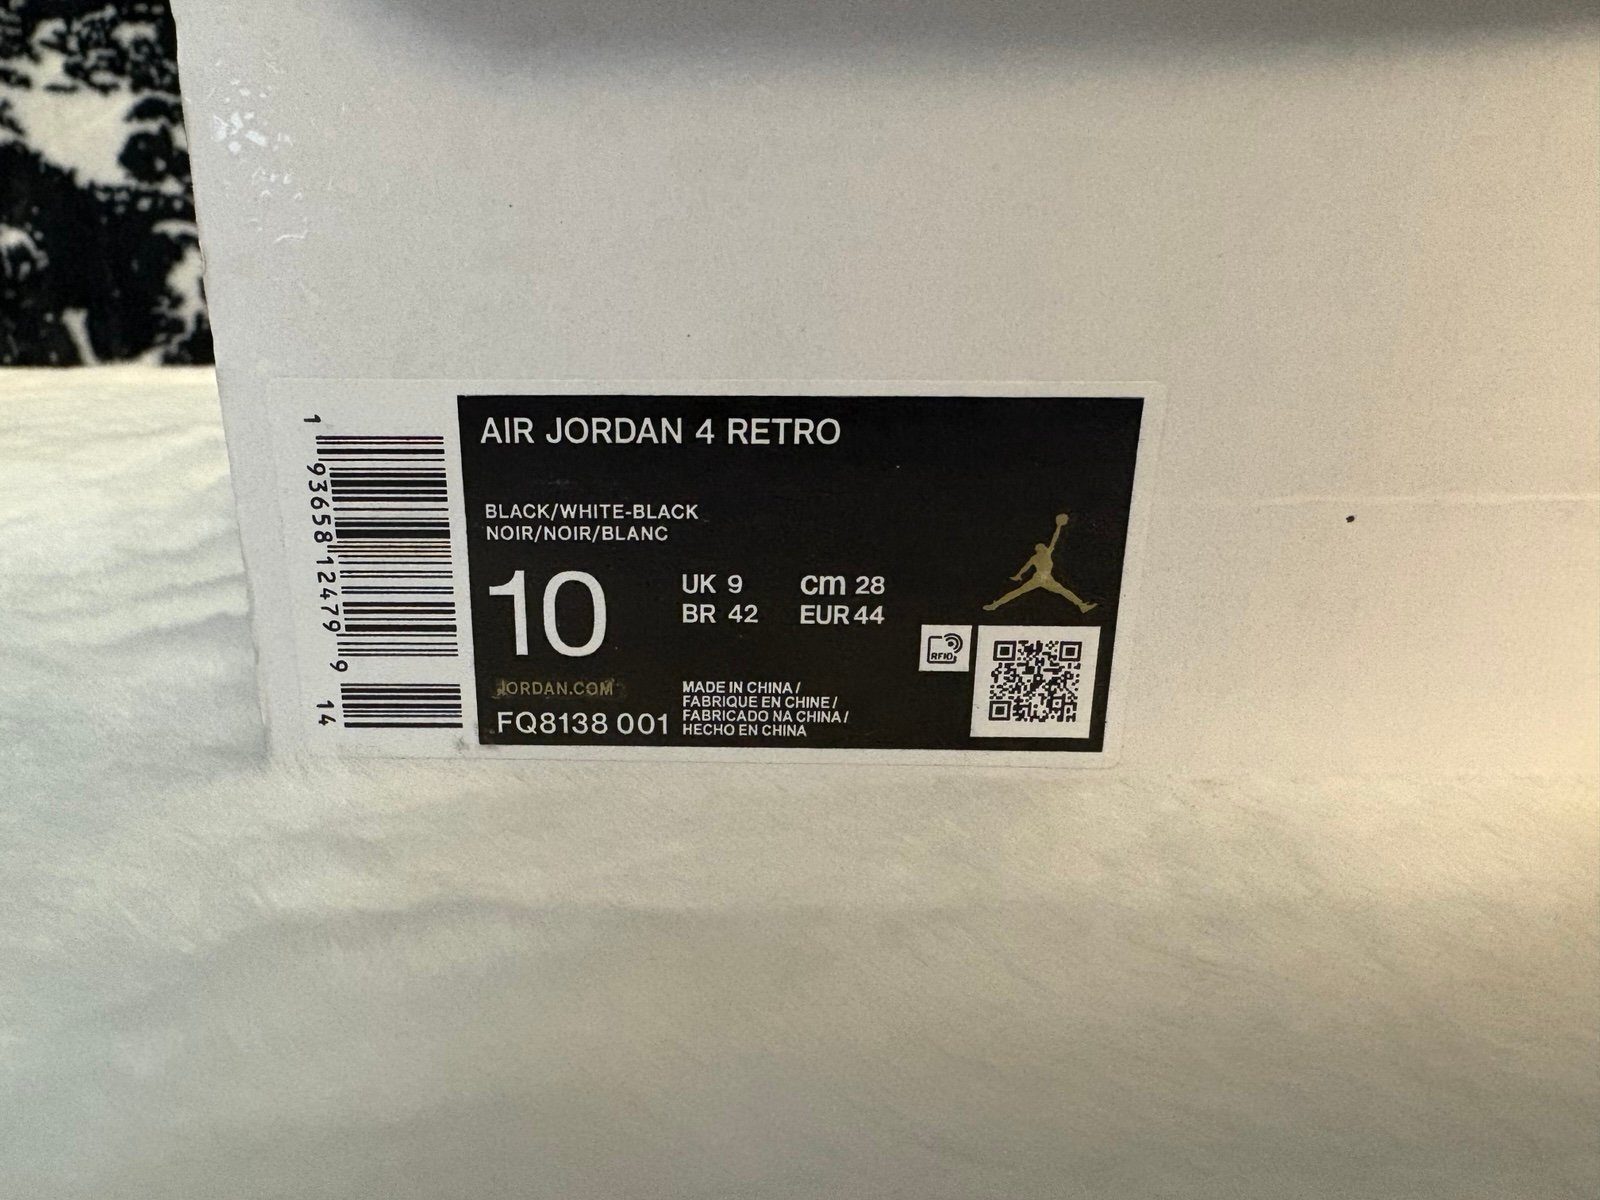 AIR JORDAN 4 RETRO
BLACK/WHITE-BLACK
NOIR/NOIR/BLANC
10
UK 9 cm 28
BR 42 EUR 44
RFID
JORDAN.COM
FQ8138 001
MADE IN CHINA /
FABRIQUE EN CHINE /
FABRICADO NA CHINA /
HECHO EN CHINA
1 93658 12479 9 14